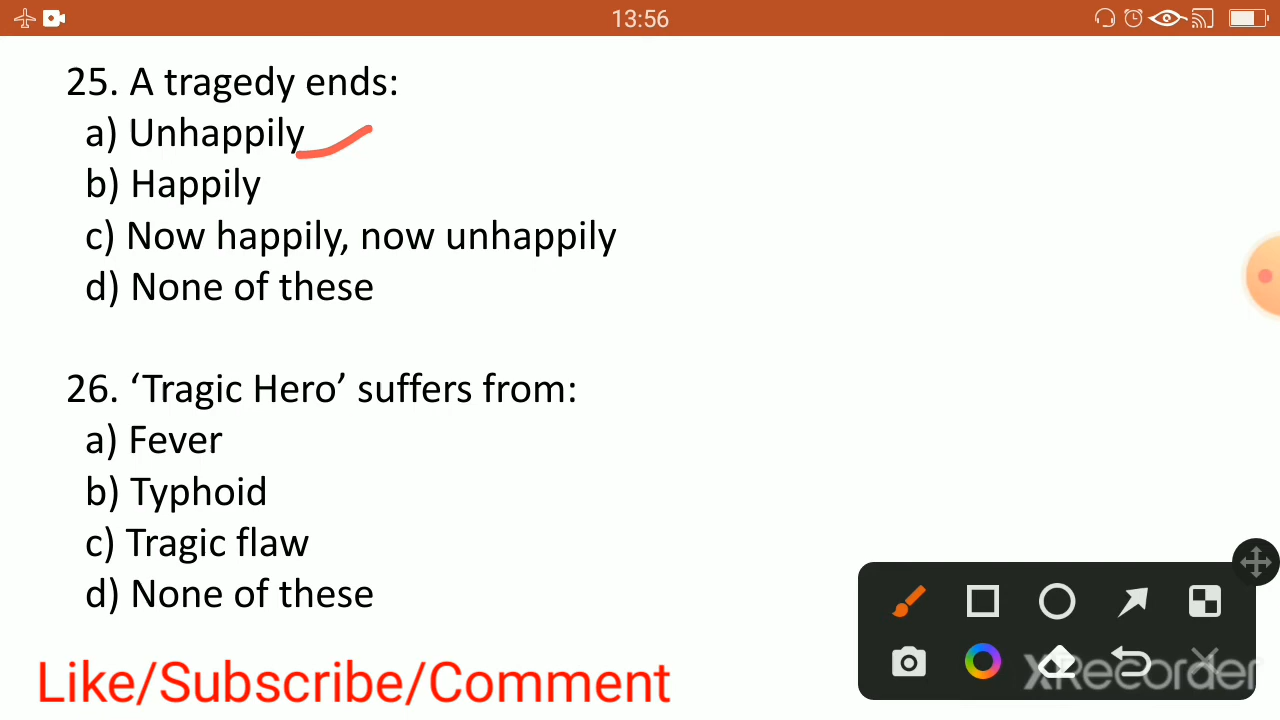 13:56
25. A tragedy ends:
a) Unhappily
b) Happily
c) Now happily, now unhappily
d) None of these
26. ‘Tragic Hero’ suffers from:
a) Fever
b) Typhoid
c) Tragic flaw
d) None of these
Like/Subscribe/Comment
XRecorder